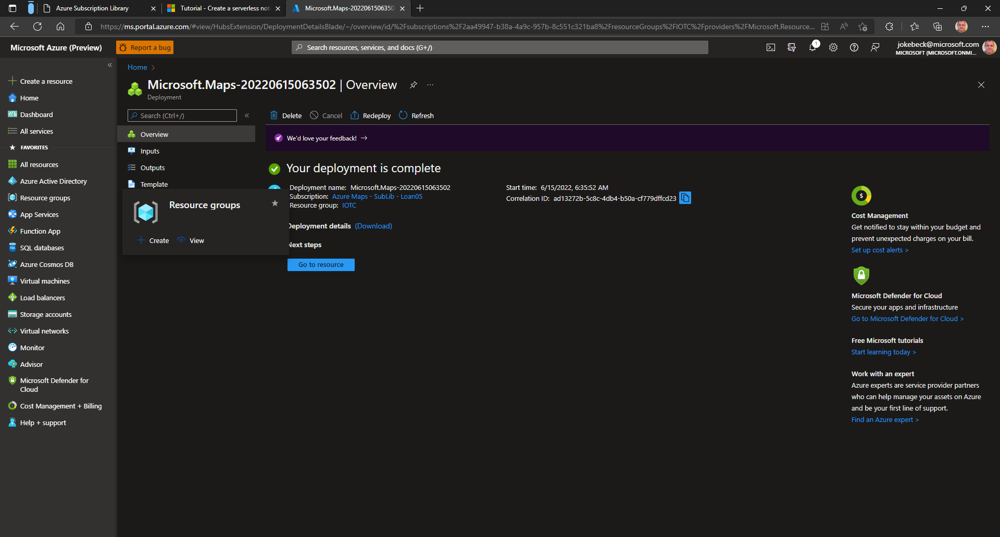 Azure Subscription Library
Tutorial - Create a serverless not
Microsoft.Maps-20220615063502
https://ms.portal.azure.com/#view/HubsExtension/DeploymentDetailsBlade/~/overview/id/%2Fsubscriptions%2F2aa49947-b38a-4a9c-957b-8c551c321ba8%2FresourceGroups%2FIOTC%2Fproviders%2FMicrosoft.Resource...
Microsoft Azure (Preview)
Report a bug
Search resources, services, and docs (G+/)
1
jokebeck@microsoft.com
MICROSOFT (MICROSOFT.ONMI...
Create a resource
Home
Dashboard
All services
FAVORITES
All resources
Azure Active Directory
Resource groups
App Services
Function App
SQL databases
Azure Cosmos DB
Virtual machines
Load balancers
Storage accounts
Virtual networks
Monitor
Advisor
Microsoft Defender for
Cloud
Cost Management + Billing
Help + support
Home
Microsoft.Maps-20220615063502 | Overview
Deployment
Search (Ctrl+/)
Overview
Inputs
Outputs
Template
Resource groups
Create
View
Delete
Cancel
Redeploy
Refresh
We'd love your feedback!
Your deployment is complete
Deployment name: Microsoft.Maps-20220615063502
Subscription: Azure Maps - SubLib - Loan05
Resource group: IOTC
Start time: 6/15/2022, 6:35:52 AM
Correlation ID: ad13272b-5c8c-4db4-b50a-cf779dffcd23
Deployment details (Download)
Next steps
Go to resource
Cost Management
Get notified to stay within your budget and
prevent unexpected charges on your bill.
Set up cost alerts >
Microsoft Defender for Cloud
Secure your apps and infrastructure
Go to Microsoft Defender for Cloud >
Free Microsoft tutorials
Start learning today >
Work with an expert
Azure experts are service provider partners
who can help manage your assets on Azure
and be your first line of support.
Find an Azure expert >